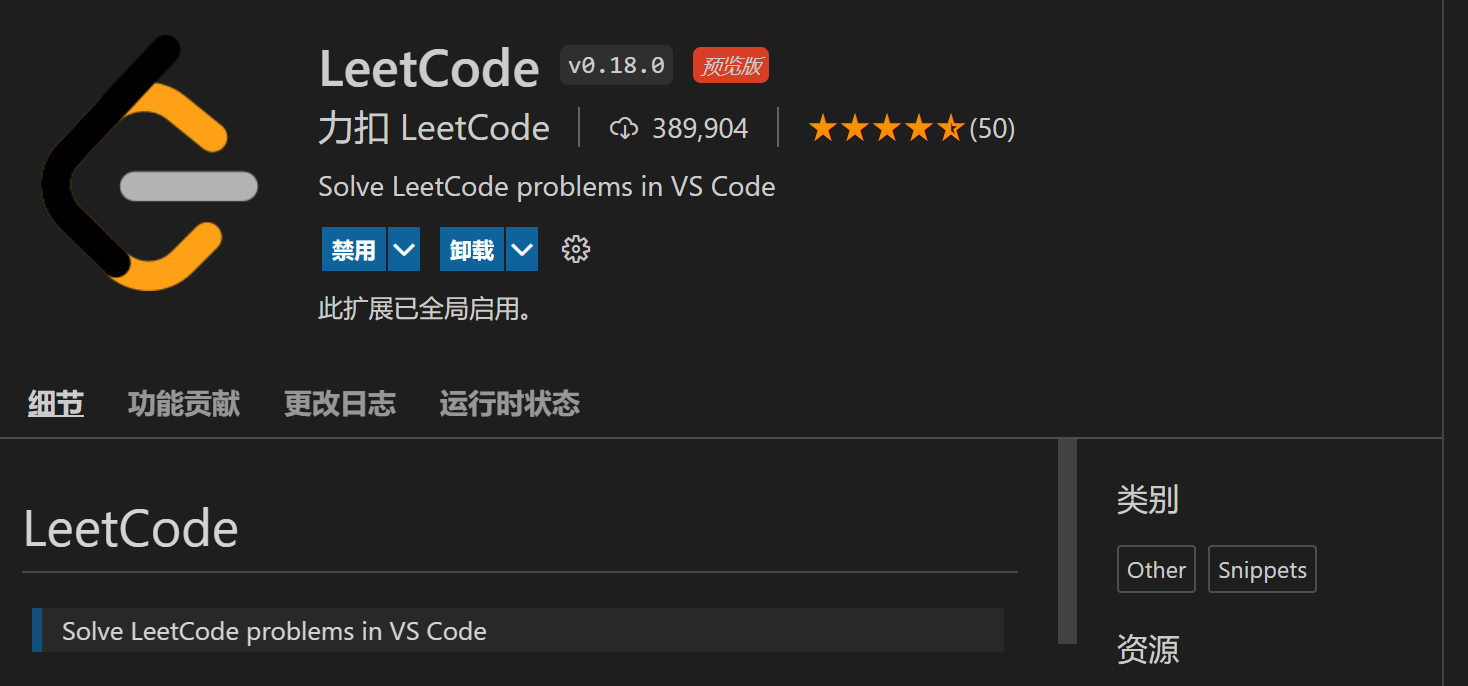 LeetCode v0.18.0 预览版
力扣 LeetCode 389,904 (50)
Solve LeetCode problems in VS Code
禁用 卸载
此扩展已全局启用。
细节 功能贡献 更改日志 运行时状态
LeetCode
Solve LeetCode problems in VS Code
类别
Other Snippets
资源